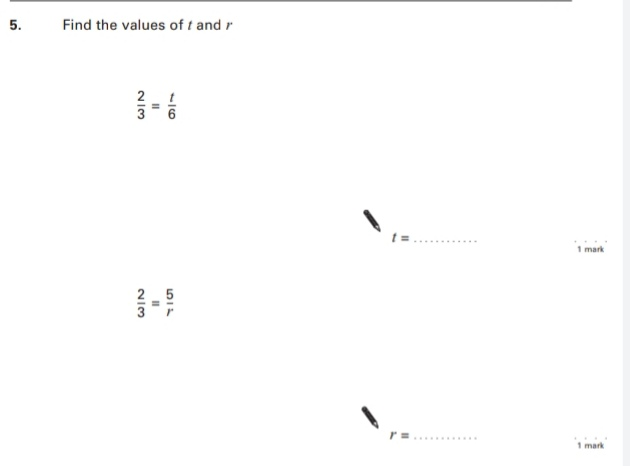 5. Find the values of t and r
2/3 = t/6
t = ............
1 mark
2/3 = 5/r
r = ............
1 mark